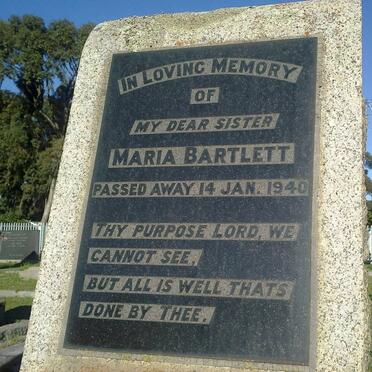 IN LOVING MEMORY
OF
MY DEAR SISTER
MARIA BARTLETT
PASSED AWAY 14 JAN. 1940
THY PURPOSE LORD, WE
CANNOT SEE,
BUT ALL IS WELL THATS
DONE BY THEE.